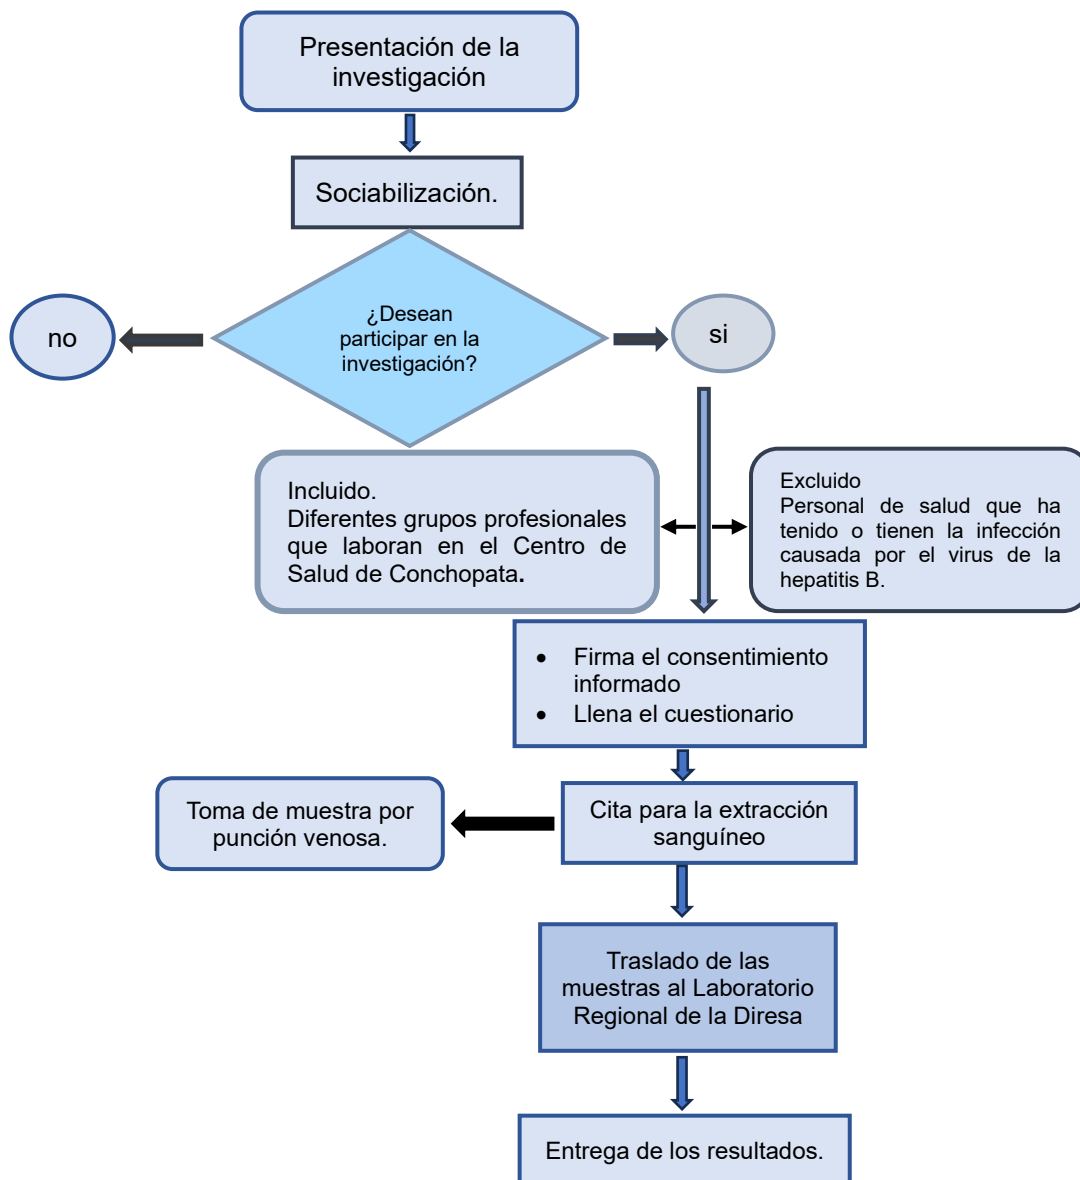 Presentación de la
investigación
Sociabilización.
¿Desean
participar en la
investigación?
no
si
Incluido.
Diferentes grupos profesionales
que laboran en el Centro de
Salud de Conchopata.
Excluido
Personal de salud que ha
tenido o tienen la infección
causada por el virus de la
hepatitis B.
• Firma el consentimiento
informado
• Llena el cuestionario
Cita para la extracción
sanguíneo
Toma de muestra por
punción venosa.
Traslado de las
muestras al Laboratorio
Regional de la Diresa
Entrega de los resultados.